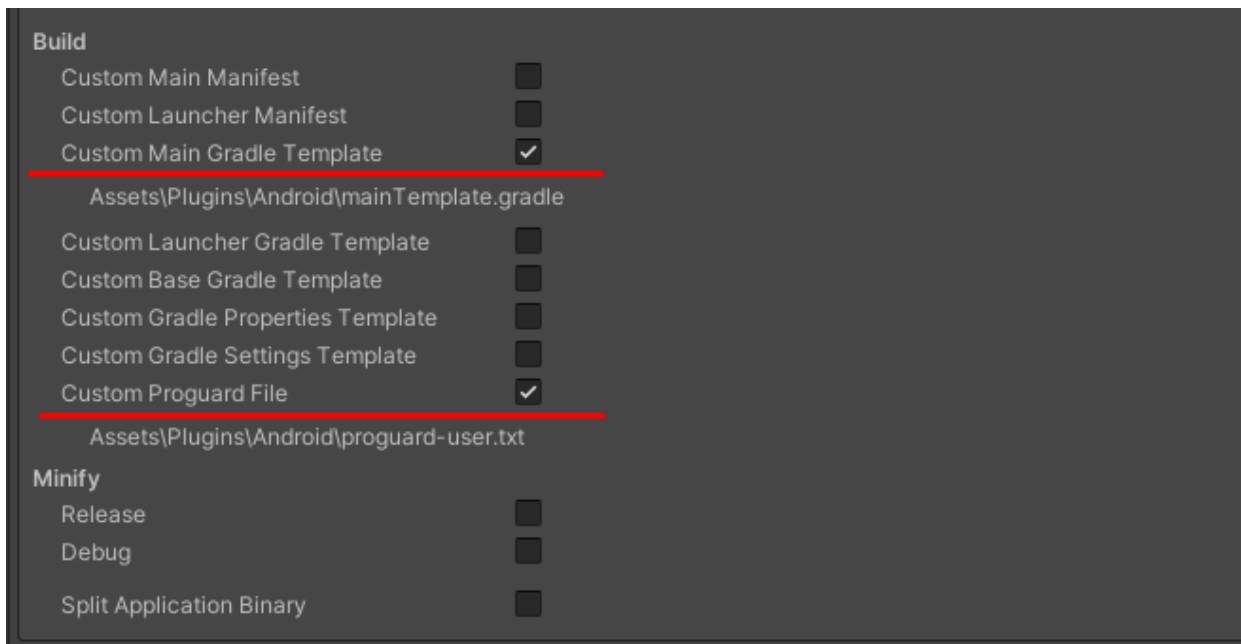 Build
Custom Main Manifest
Custom Launcher Manifest
Custom Main Gradle Template
Assets\Plugins\Android\mainTemplate.gradle
Custom Launcher Gradle Template
Custom Base Gradle Template
Custom Gradle Properties Template
Custom Gradle Settings Template
Custom Proguard File
Assets\Plugins\Android\proguard-user.txt
Minify
Release
Debug
Split Application Binary